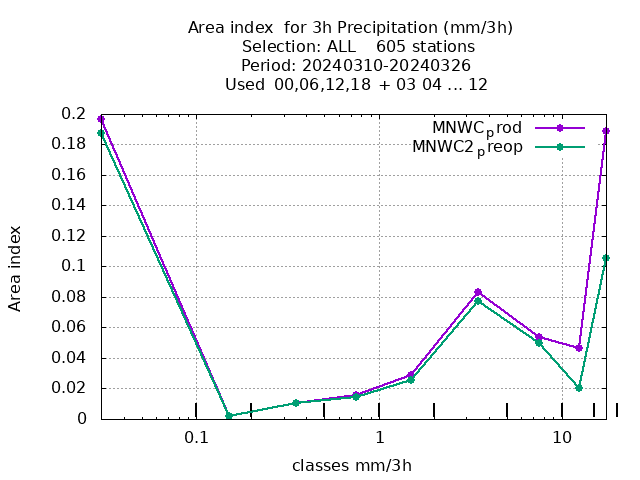 Area index  for 3h Precipitation (mm/3h)
Selection: ALL    605 stations
Period: 20240310-20240326
Used  00,06,12,18  + 03 04 ... 12
MNWC_prod
MNWC2_preop
0.2
0.18
0.16
0.14
0.12
0.1
0.08
0.06
0.04
0.02
0
Area index
0.1 1 10
classes mm/3h